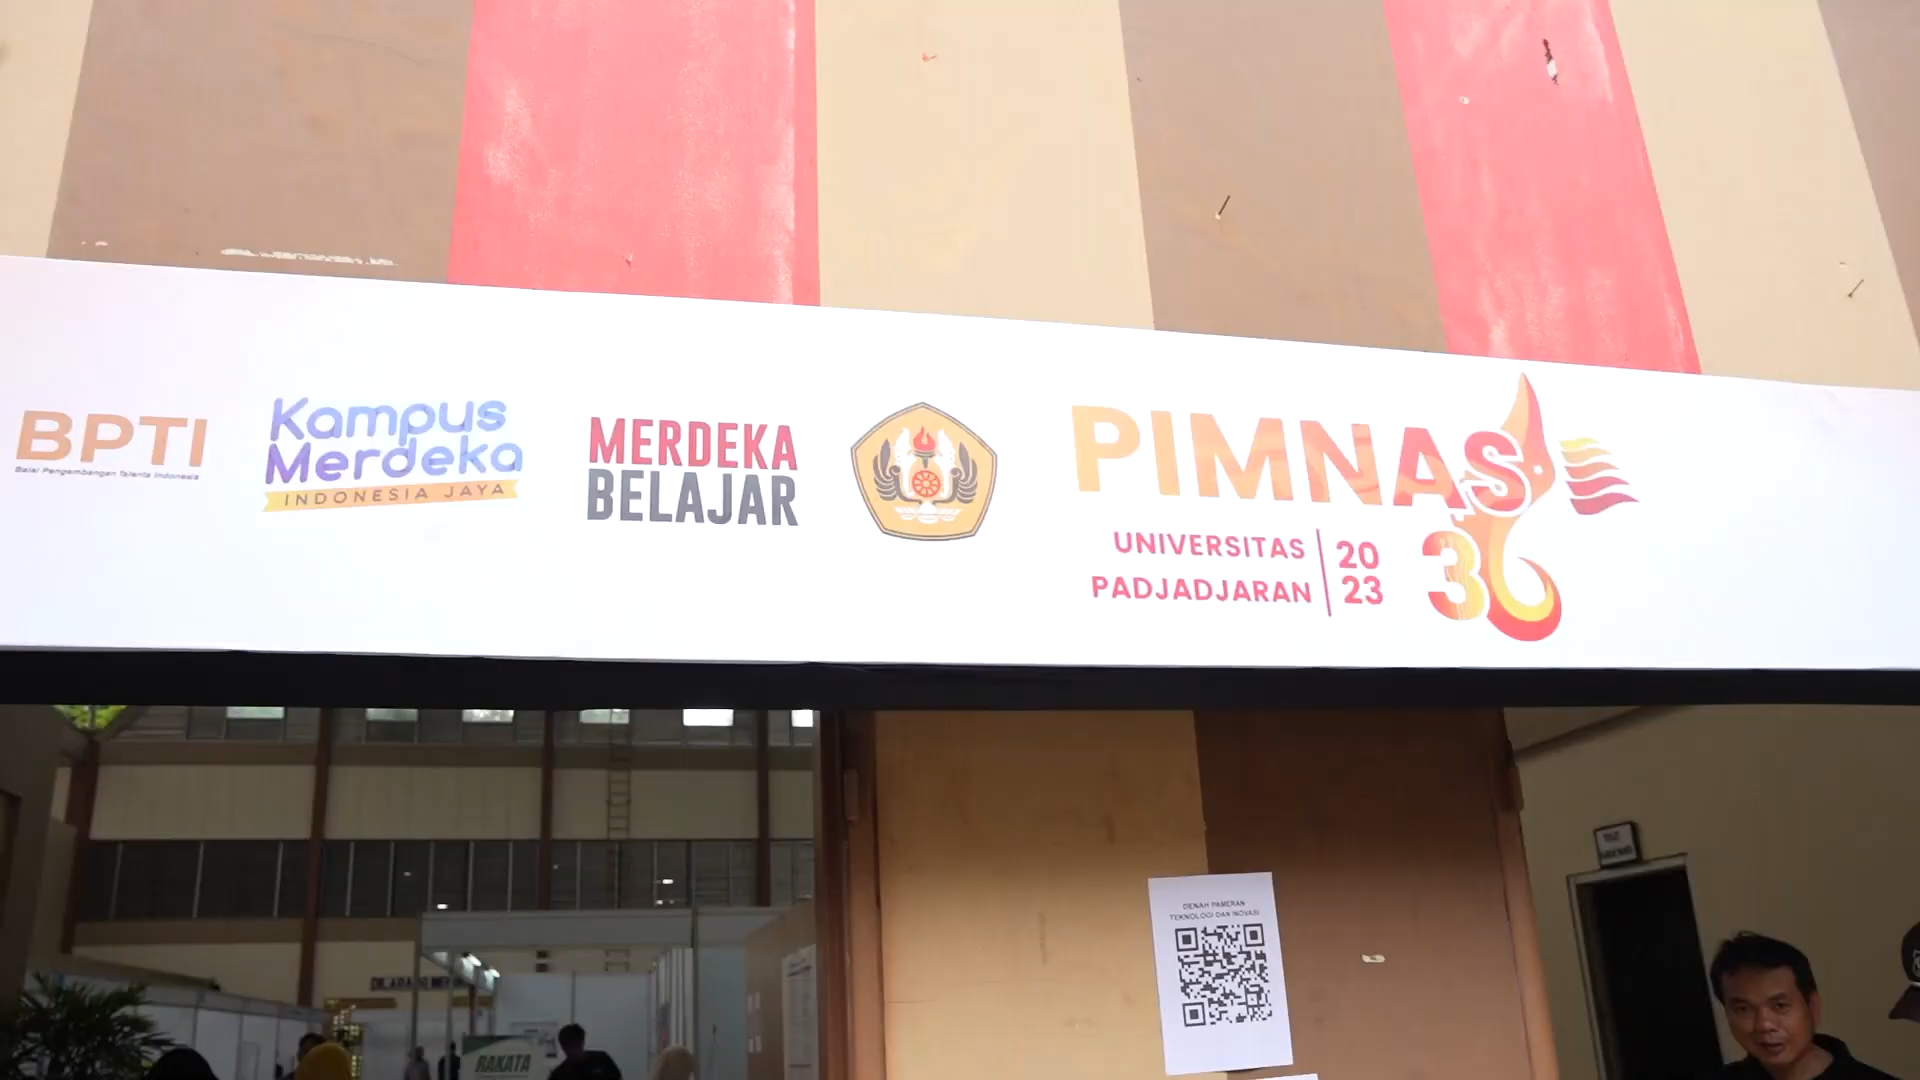 BPTI
Balai Pengembangan Talenta Indonesia
Kampus
Merdeka
INDONESIA JAYA
MERDEKA
BELAJAR
PIMNAS
36
UNIVERSITAS
PADJADJARAN
20
23
DENAH PAMERAN
TEKNOLOGI DAN INOVASI
RAKATA